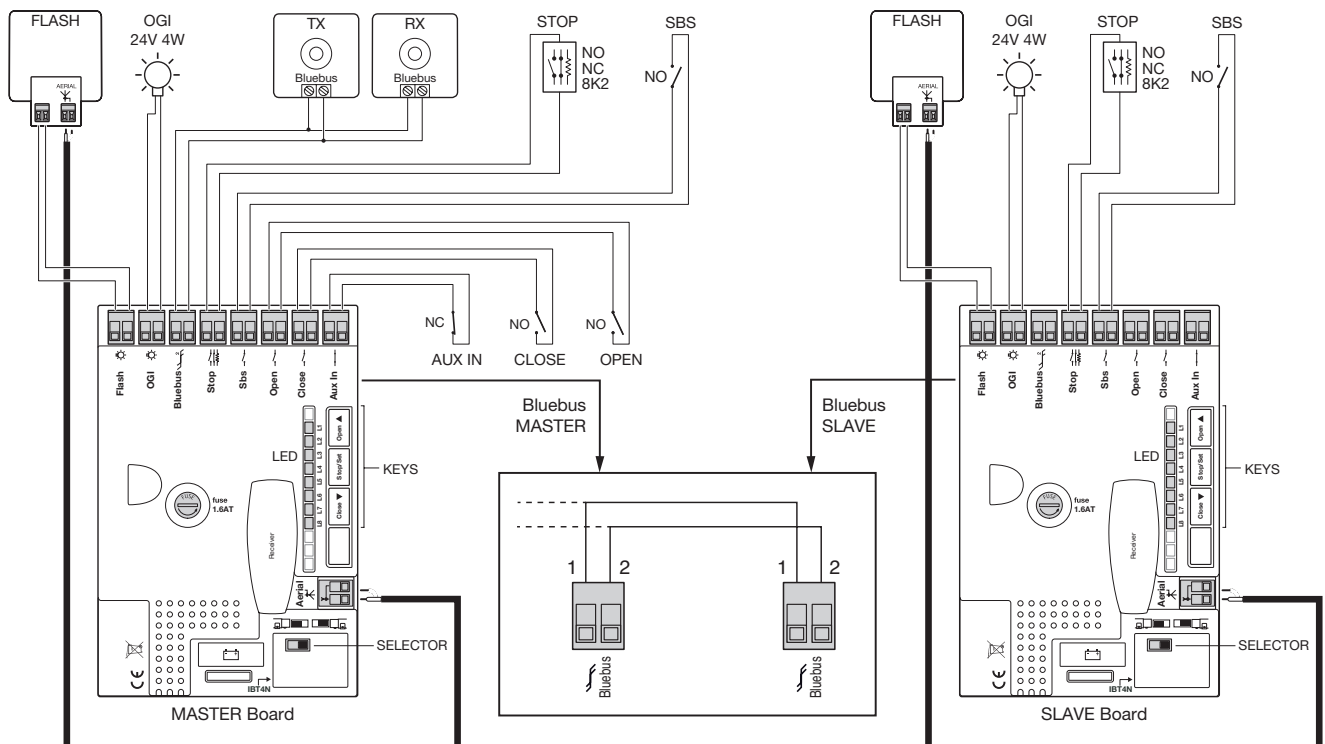 FLASH
AERIAL
OGI
24V 4W
TX
Bluebus
RX
Bluebus
STOP
NO
NC
8K2
SBS
NO
FLASH
AERIAL
OGI
24V 4W
STOP
NO
NC
8K2
SBS
NO
NC
AUX IN
NO
CLOSE
NO
OPEN
Flash
OGI
Bluebus
Stop
Sbs
Open
Close
Aux In
LED
L1
L2
L3
L4
L5
L6
L7
L8
Open
Stop/Set
Close
KEYS
FUSE
fuse
1.6AT
Receiver
Aerial
SELECTOR
IBT4N
CE
MASTER Board
Bluebus
MASTER
Bluebus
SLAVE
1
2
1
2
Bluebus
Bluebus
Flash
OGI
Bluebus
Stop
Sbs
Open
Close
Aux In
LED
L1
L2
L3
L4
L5
L6
L7
L8
Open
Stop/Set
Close
KEYS
FUSE
fuse
1.6AT
Receiver
Aerial
SELECTOR
IBT4N
CE
SLAVE Board